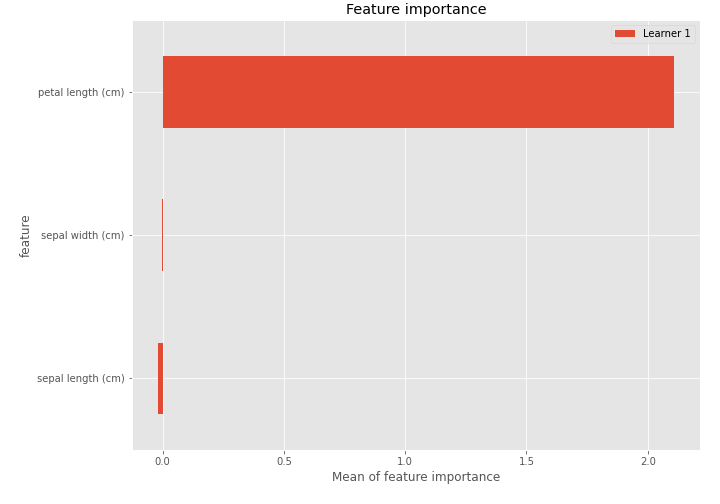 Feature importance
Learner 1
petal length (cm)
sepal width (cm)
sepal length (cm)
feature
0.0 0.5 1.0 1.5 2.0
Mean of feature importance